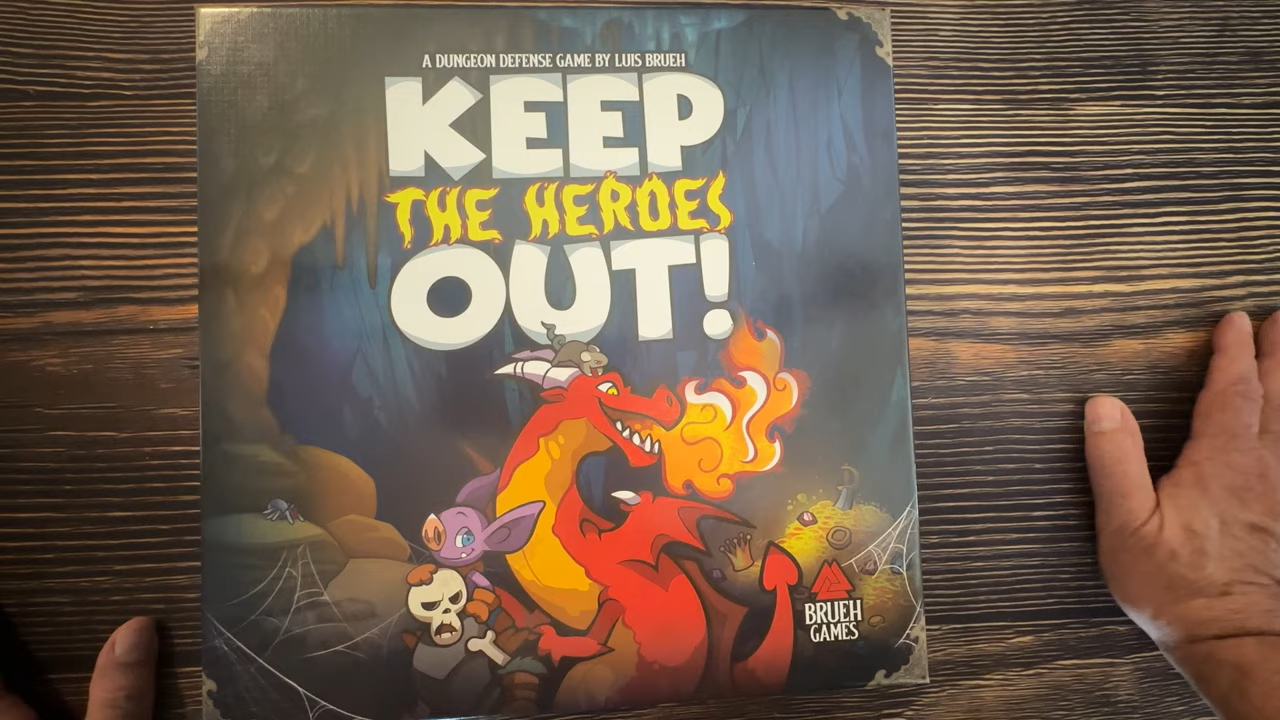 A DUNGEON DEFENSE GAME BY LUIS BRUEH
KEEP
THE HEROES
OUT!
BRUEH
GAMES